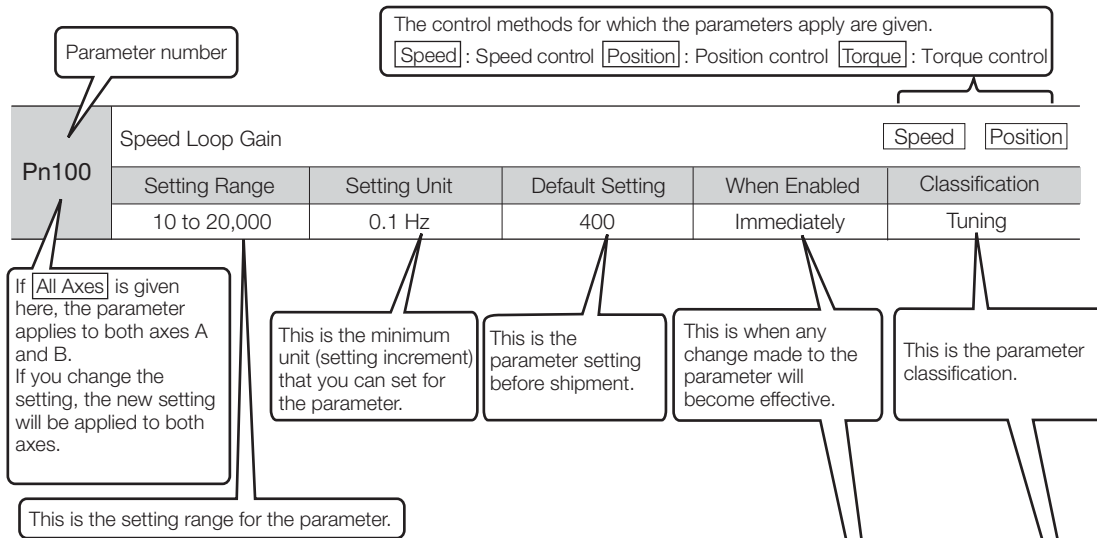 The control methods for which the parameters apply are given.
Speed : Speed control Position : Position control Torque : Torque control
Parameter number
Pn100
Speed Loop Gain
Speed Position
Setting Range Setting Unit Default Setting When Enabled Classification
10 to 20,000 0.1 Hz 400 Immediately Tuning
If All Axes is given
here, the parameter
applies to both axes A
and B.
If you change the
setting, the new setting
will be applied to both
axes.
This is the minimum
unit (setting increment)
that you can set for
the parameter.
This is the
parameter setting
before shipment.
This is when any
change made to the
parameter will
become effective.
This is the parameter
classification.
This is the setting range for the parameter.